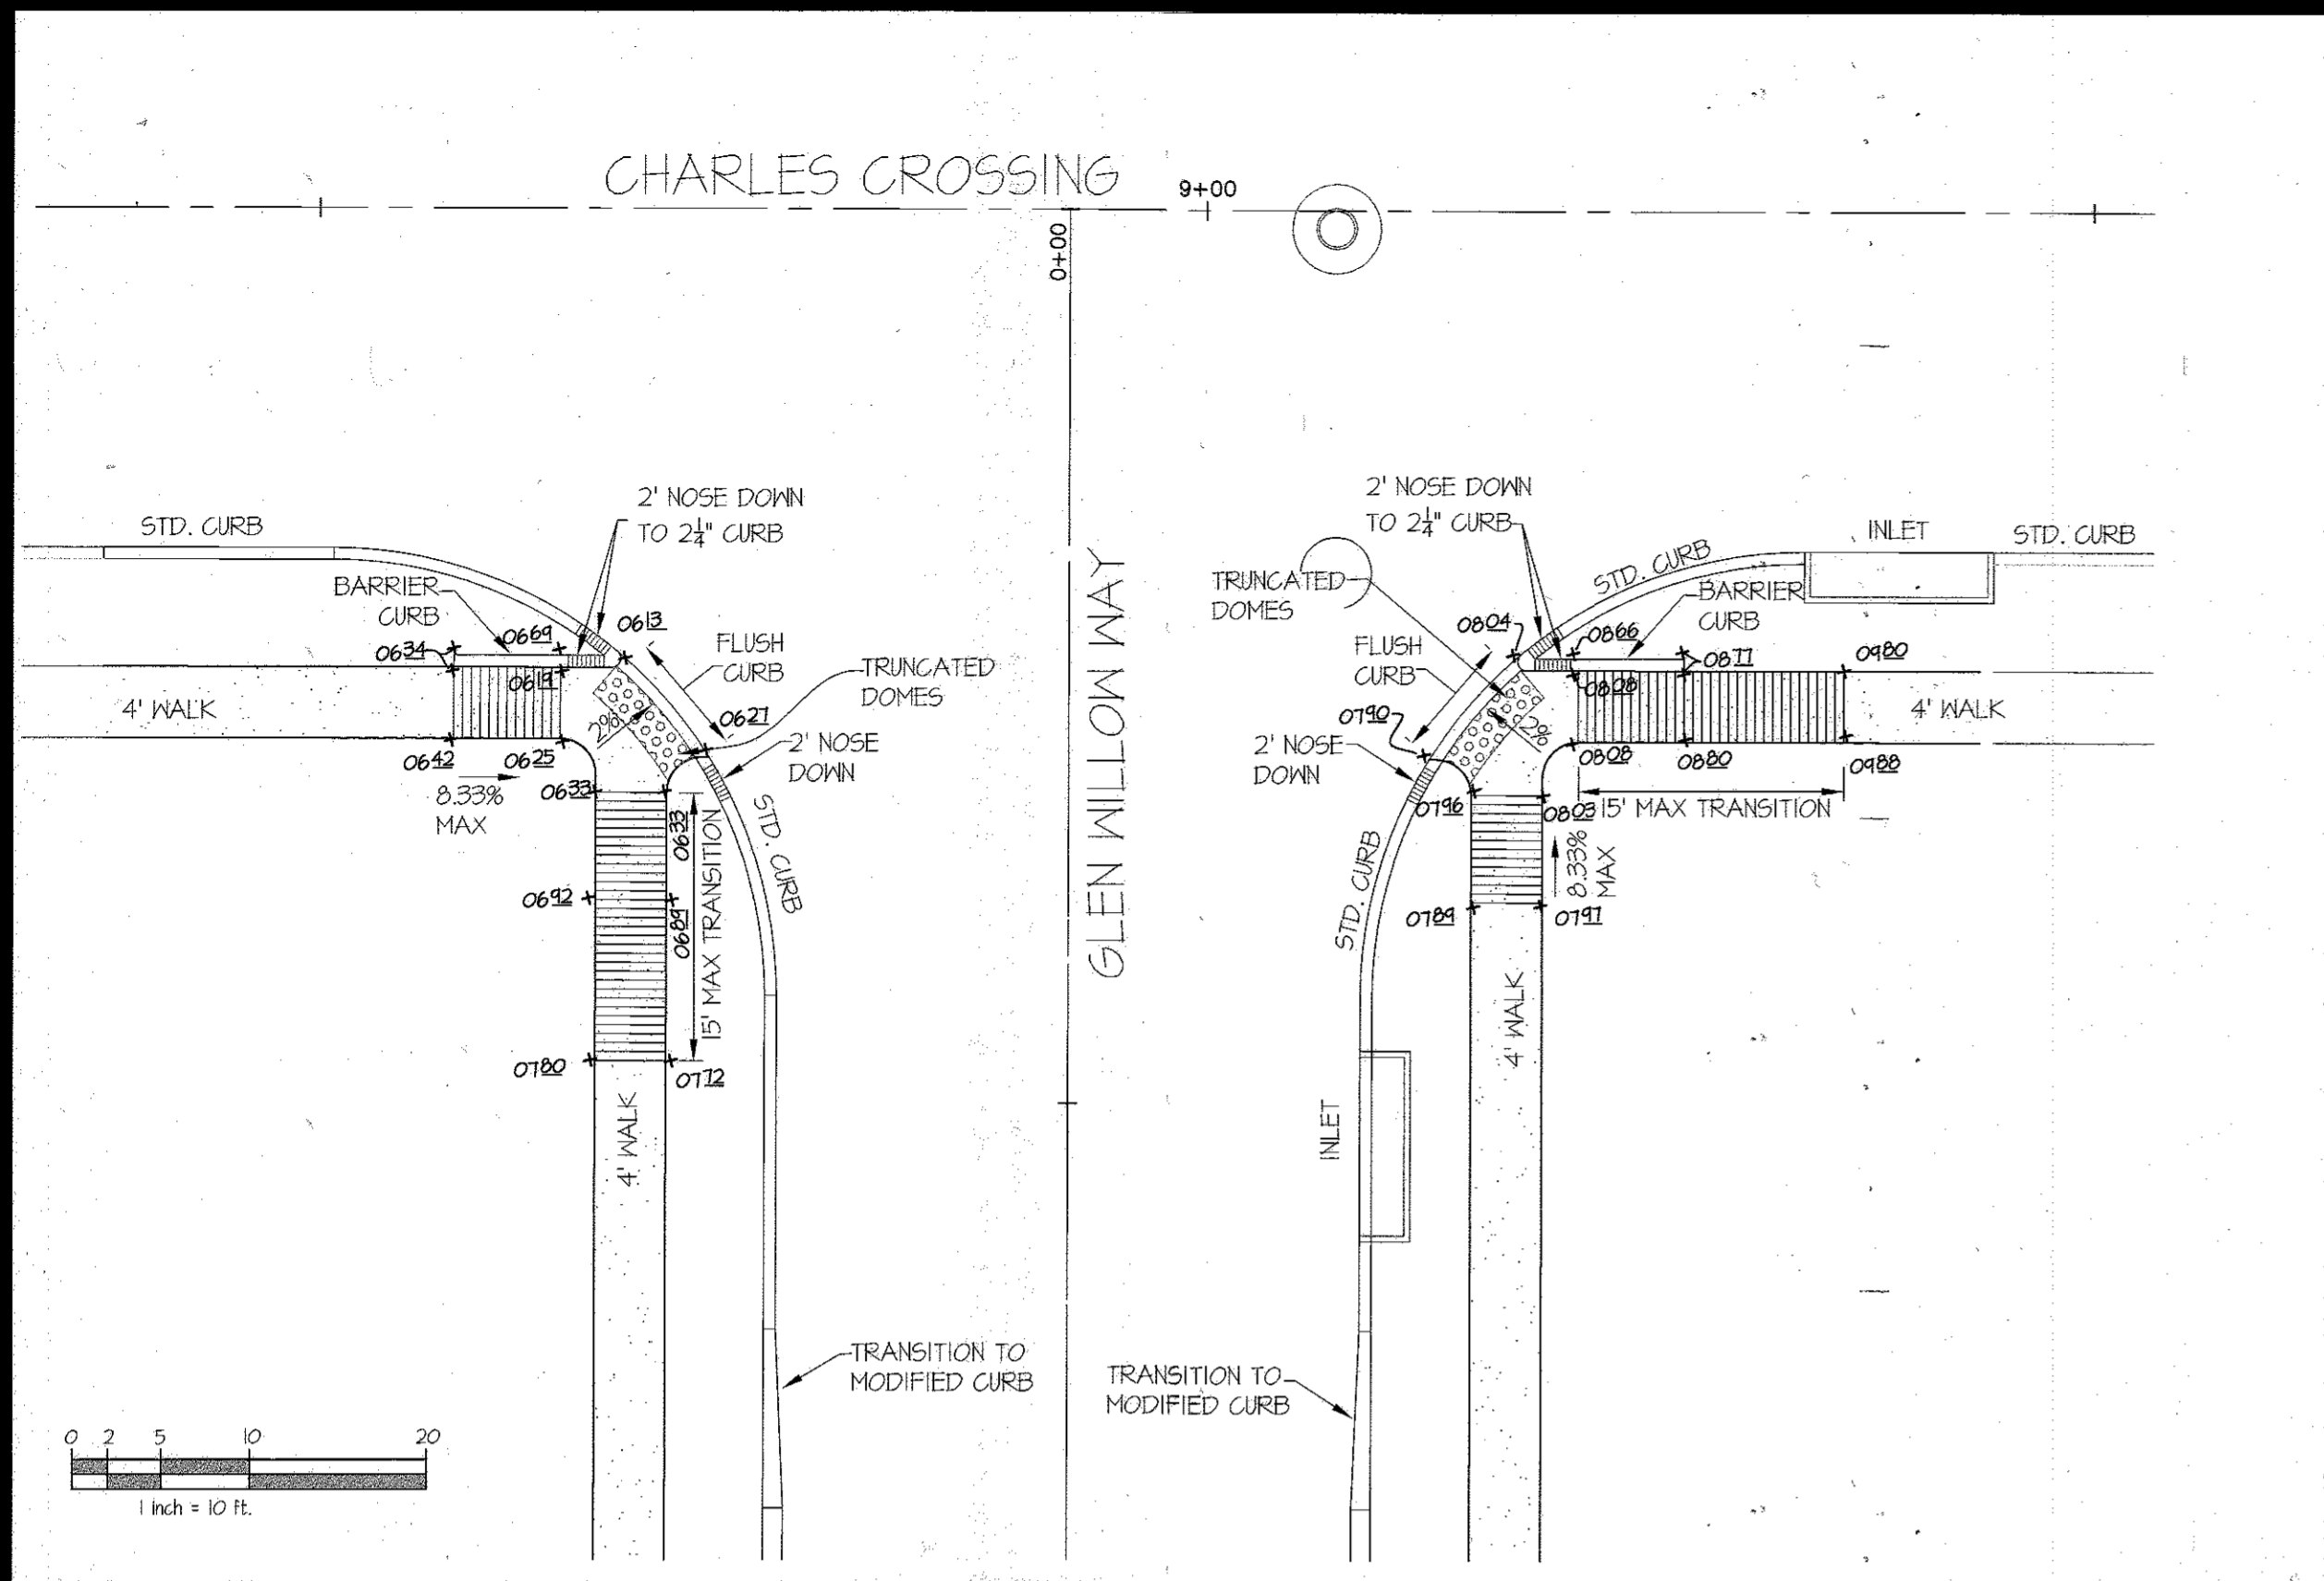 CHARLES CROSSING
9+00
0+00
GLEN WILLOW WAY
STD. CURB
2' NOSE DOWN
TO 2¼" CURB
BARRIER
CURB
0634
0669
0613
FLUSH
CURB
0619
TRUNCATED
DOMES
4' WALK
2%
0627
2' NOSE
DOWN
0642
0625
8.33%
MAX
0633
0633
15' MAX TRANSITION
STD. CURB
0692
0689
0780
0772
4' WALK
TRANSITION TO
MODIFIED CURB
2' NOSE DOWN
TO 2¼" CURB
INLET
STD. CURB
STD. CURB
TRUNCATED
DOMES
BARRIER
CURB
0804
0866
FLUSH
CURB
0877
0980
0808
4' WALK
0790
2%
2' NOSE
DOWN
0808
0880
0988
0796
0803
15' MAX TRANSITION
8.33%
MAX
STD. CURB
0789
0797
4' WALK
INLET
TRANSITION TO
MODIFIED CURB
0 2 5 10 20
1 inch = 10 ft.